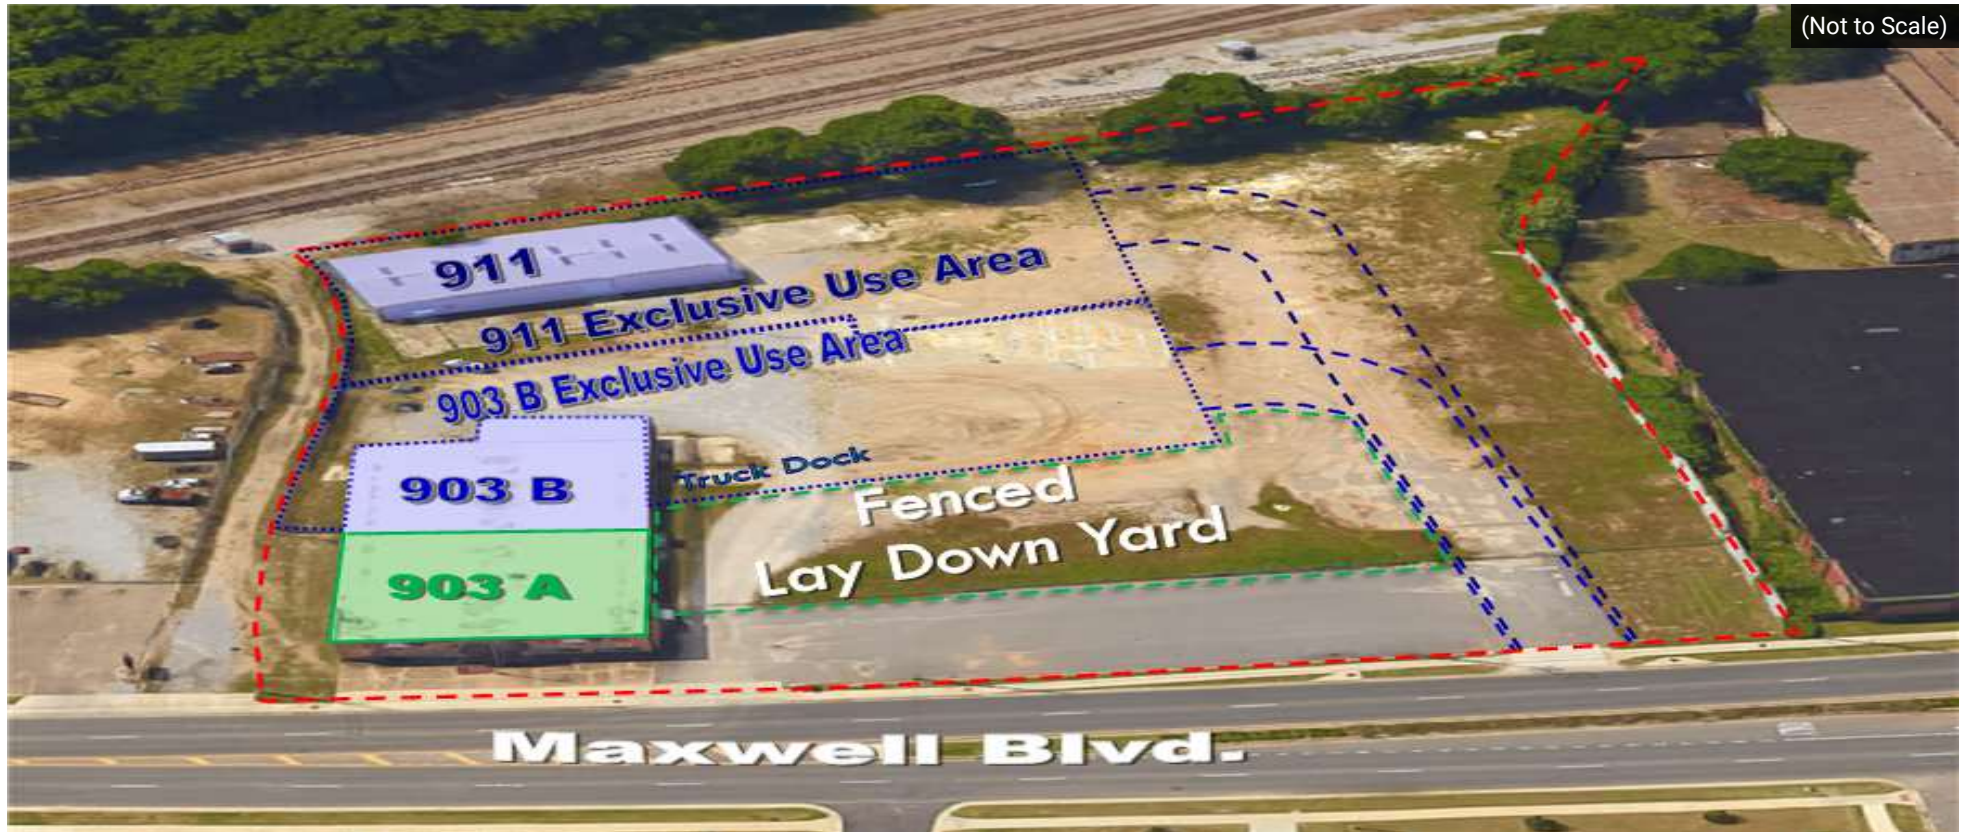 (Not to Scale)
911
911 Exclusive Use Area
903 B Exclusive Use Area
903 B
Truck Dock
Fenced
Lay Down Yard
903 A
Maxwell Blvd.